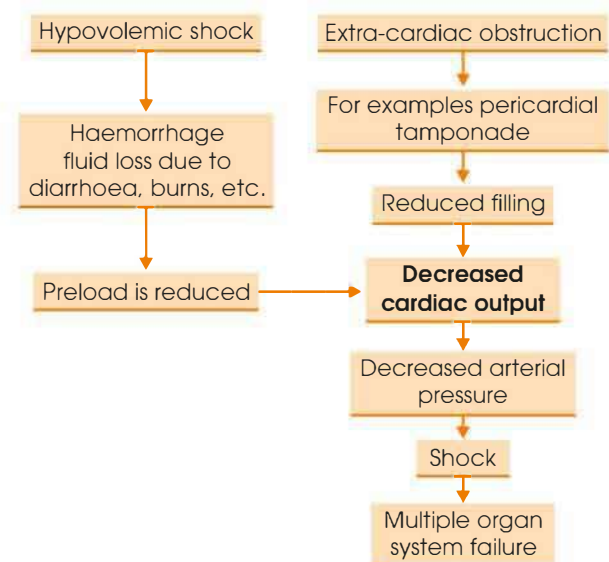 Hypovolemic shock
Haemorrhage
fluid loss due to
diarrhoea, burns, etc.
Preload is reduced
Extra-cardiac obstruction
For examples pericardial
tamponade
Reduced filling
Decreased
cardiac output
Decreased arterial
pressure
Shock
Multiple organ
system failure